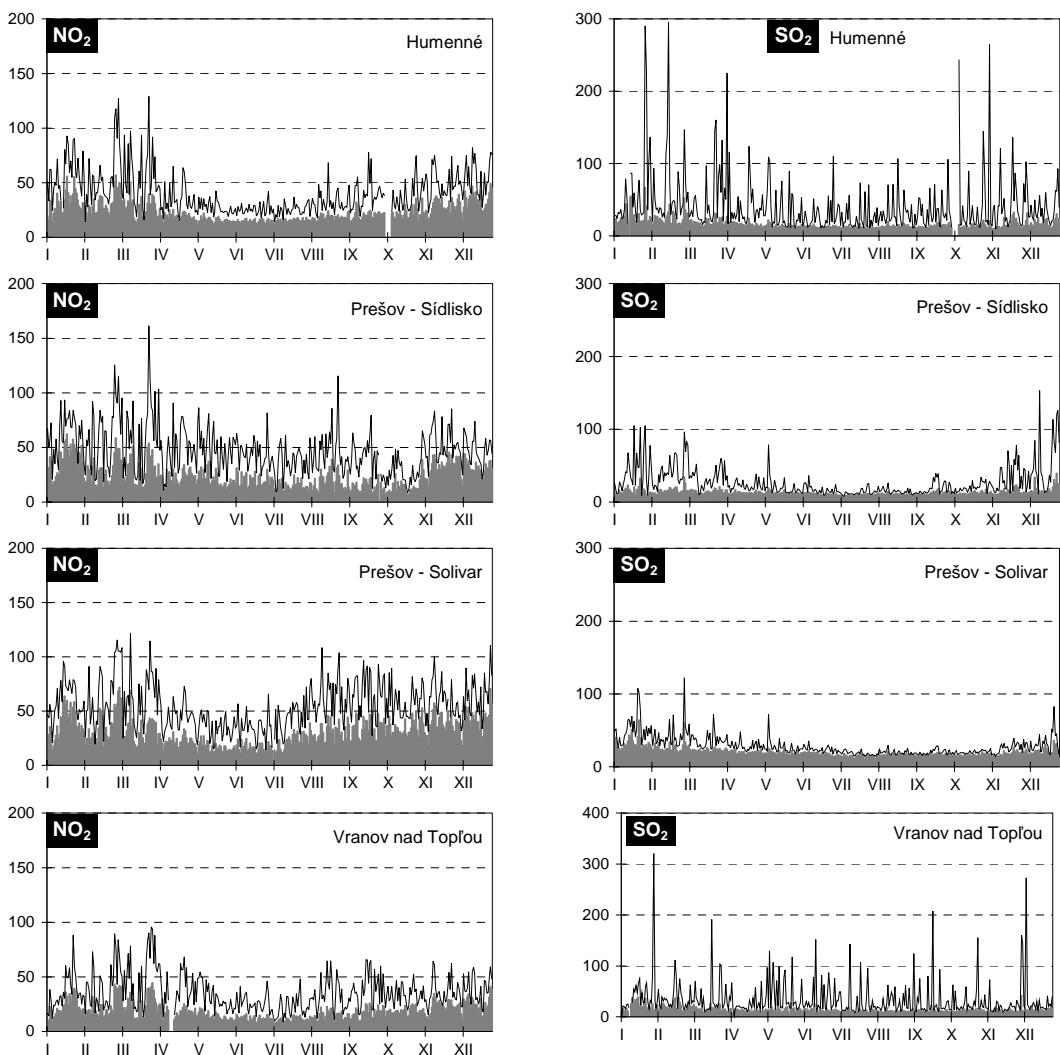 NO₂ Humenné
200
150
100
50
0
I II III IV V VI VII VIII IX X XI XII
SO₂ Humenné
300
200
100
0
I II III IV V VI VII VIII IX X XI XII
NO₂ Prešov - Sídlisko
200
150
100
50
0
I II III IV V VI VII VIII IX X XI XII
SO₂ Prešov - Sídlisko
300
200
100
0
I II III IV V VI VII VIII IX X XI XII
NO₂ Prešov - Solivar
200
150
100
50
0
I II III IV V VI VII VIII IX X XI XII
SO₂ Prešov - Solivar
300
200
100
0
I II III IV V VI VII VIII IX X XI XII
NO₂ Vranov nad Topľou
200
150
100
50
0
I II III IV V VI VII VIII IX X XI XII
SO₂ Vranov nad Topľou
400
300
200
100
0
I II III IV V VI VII VIII IX X XI XII